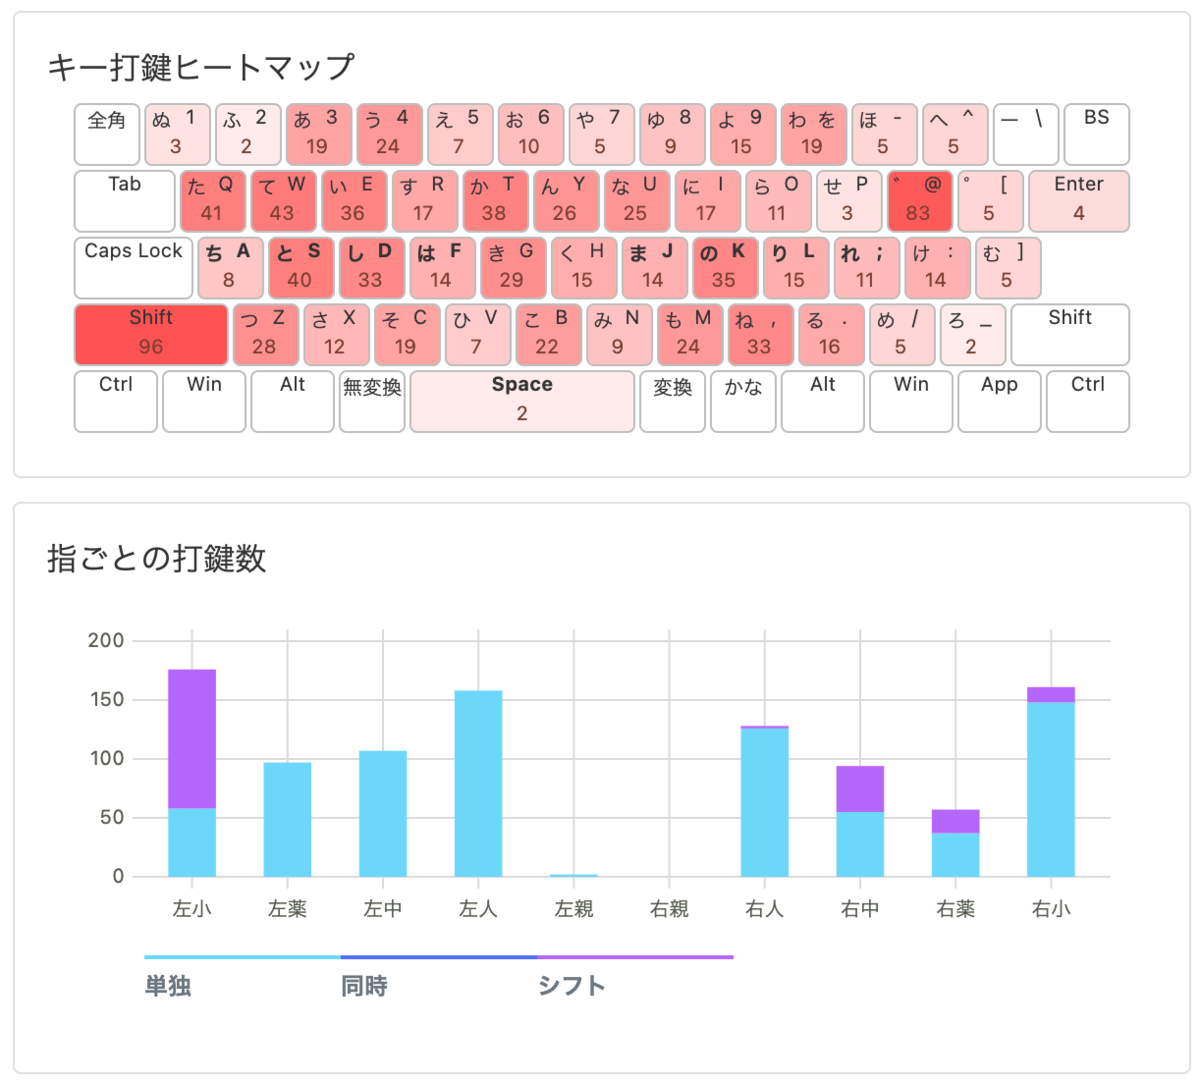 キー打鍵ヒートマップ
全角 ぬ 1 ふ 2 あ 3 う 4 え 5 お 6 や 7 ゆ 8 よ 9 わ を ほ - へ ^ ー \ BS
3 2 19 24 7 10 5 9 15 19 5 5
Tab た Q て W い E す R か T ん Y な U に I ら O せ P ゛ @ ゜ [ Enter
41 43 36 17 38 26 25 17 11 3 83 5 4
Caps Lock ち A と S し D は F き G く H ま J の K り L れ ; け : む ]
8 40 33 14 29 15 14 35 15 11 14 5
Shift つ Z さ X そ C ひ V こ B み N も M ね , る . め / ろ _ Shift
96 28 12 19 7 22 9 24 33 16 5 2
Ctrl Win Alt 無変換 Space 変換 かな Alt Win App Ctrl
2
指ごとの打鍵数
200
150
100
50
0
左小 左薬 左中 左人 左親 右親 右人 右中 右薬 右小
単独 同時 シフト